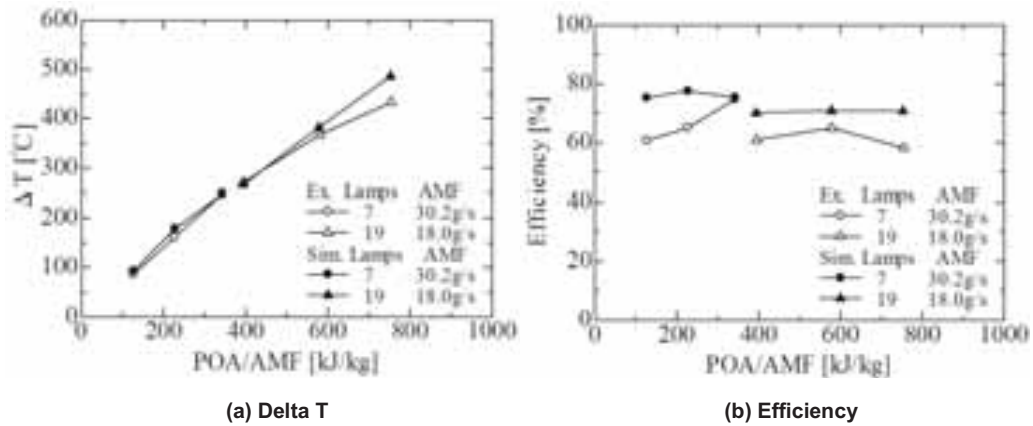 600
500
400
300
200
100
0
Δ T [°C]
Ex. Lamps AMF
7 30.2g/s
19 18.0g/s
Sim. Lamps AMF
7 30.2g/s
19 18.0g/s
0 200 400 600 800 1000
POA/AMF [kJ/kg]
(a) Delta T
100
80
60
40
20
0
Efficiency [%]
Ex. Lamps AMF
7 30.2g/s
19 18.0g/s
Sim. Lamps AMF
7 30.2g/s
19 18.0g/s
0 200 400 600 800 1000
POA/AMF [kJ/kg]
(b) Efficiency